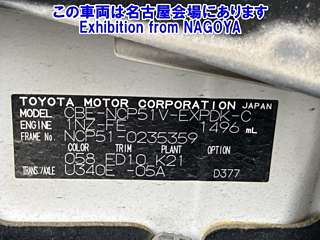 この車両は名古屋会場にあります
Exhibition from NAGOYA
TOYOTA MOTOR CORPORATION JAPAN
MODEL CBE-NCP51V-EXPDK-C
ENGINE 1NZ-FE 1496 mL
FRAME No. NCP51-0235359
COLOR TRIM PLANT
058 ED10 K21
TRANS./AXLE U340E -05A D377